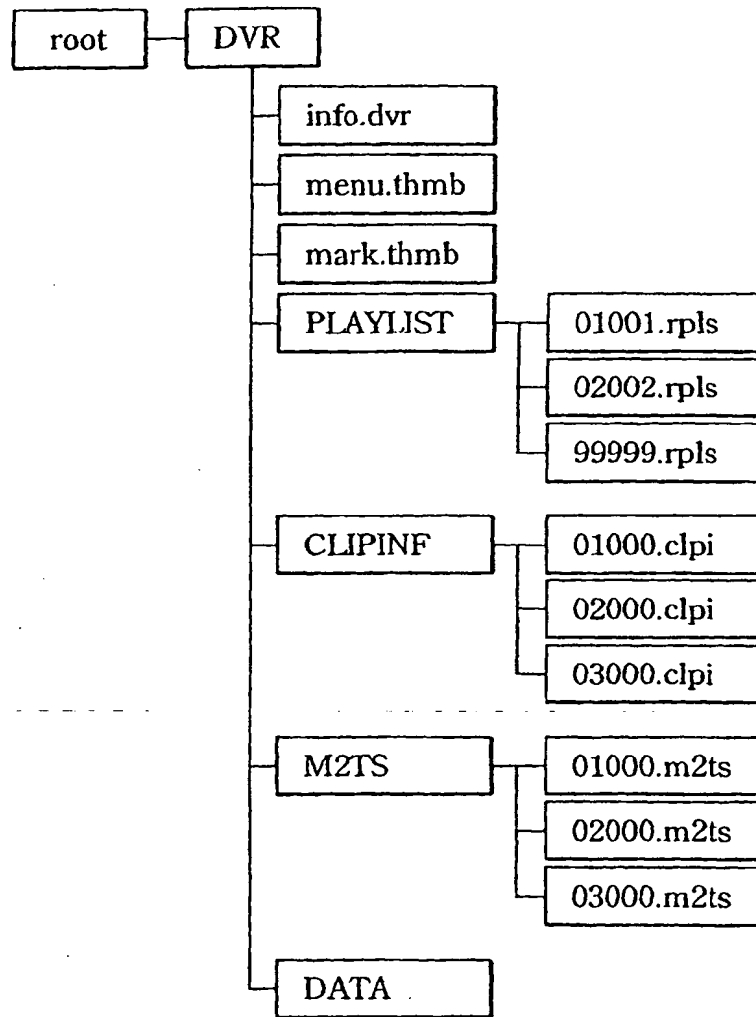 root DVR
info.dvr
menu.thmb
mark.thmb
PLAYLIST 01001.rpls
02002.rpls
99999.rpls
CLIPINF 01000.clpi
02000.clpi
03000.clpi
M2TS 01000.m2ts
02000.m2ts
03000.m2ts
DATA